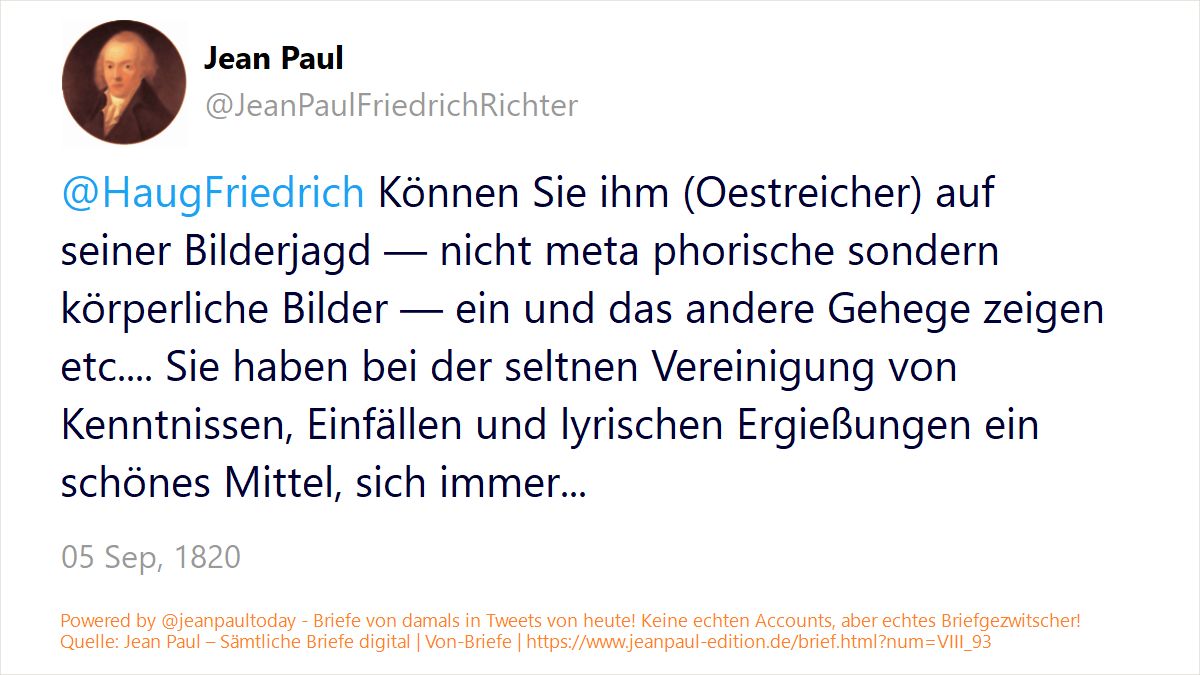 Jean Paul
@JeanPaulFriedrichRichter
@HaugFriedrich Können Sie ihm (Oestreicher) auf
seiner Bilderjagd — nicht meta phorische sondern
körperliche Bilder — ein und das andere Gehege zeigen
etc.... Sie haben bei der seltnen Vereinigung von
Kenntnissen, Einfällen und lyrischen Ergießungen ein
schönes Mittel, sich immer...
05 Sep, 1820
Powered by @jeanpaultoday - Briefe von damals in Tweets von heute! Keine echten Accounts, aber echtes Briefgezwitscher!
Quelle: Jean Paul – Sämtliche Briefe digital | Von-Briefe | https://www.jeanpaul-edition.de/brief.html?num=VIII_93